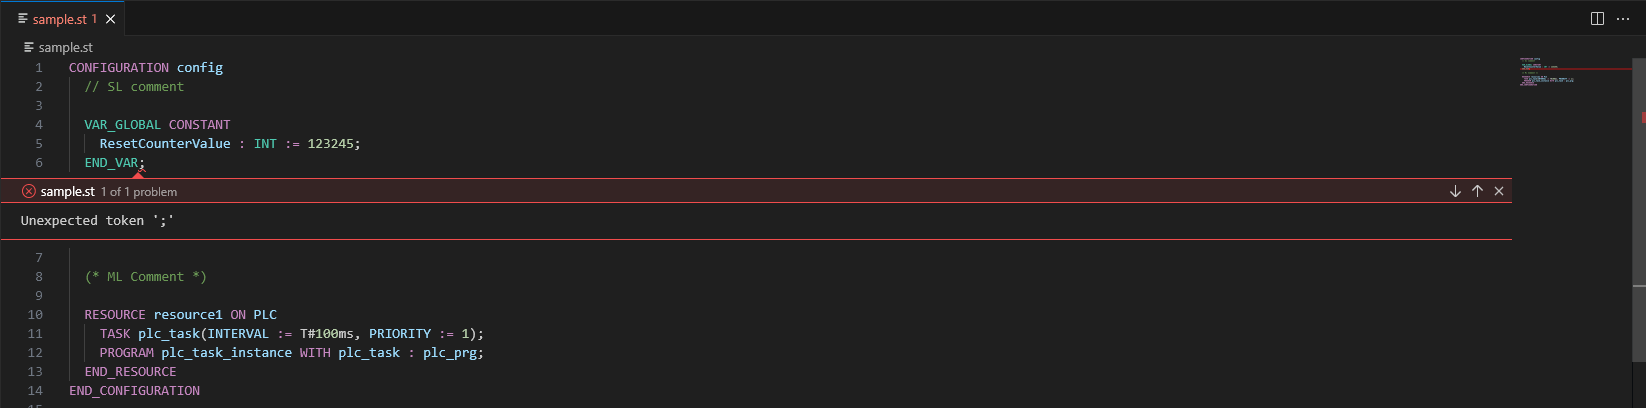 sample.st 1
sample.st
1 CONFIGURATION config
2 // SL comment
3
4 VAR_GLOBAL CONSTANT
5 ResetCounterValue : INT := 123245;
6 END_VAR;
sample.st 1 of 1 problem
Unexpected token ';'
7
8 (* ML Comment *)
9
10 RESOURCE resource1 ON PLC
11 TASK plc_task(INTERVAL := T#100ms, PRIORITY := 1);
12 PROGRAM plc_task_instance WITH plc_task : plc_prg;
13 END_RESOURCE
14 END_CONFIGURATION
15